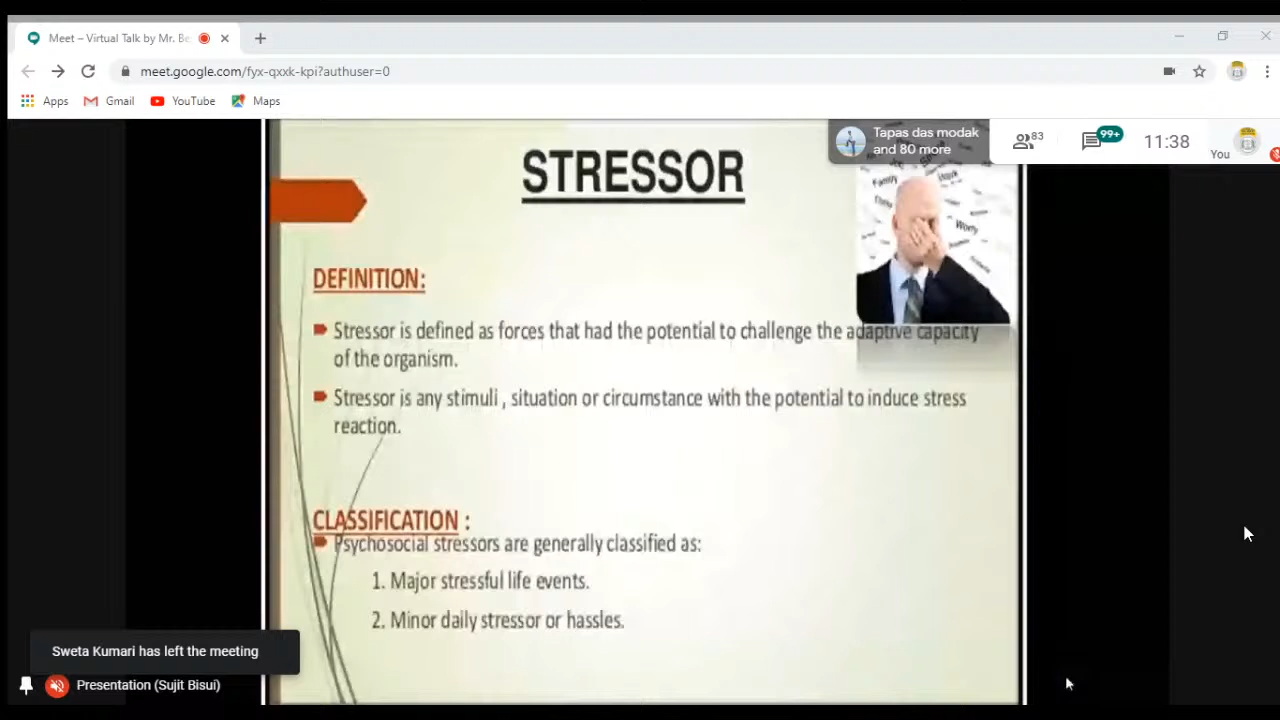 Meet – Virtual Talk by Mr. Be
meet.google.com/fyx-qxxk-kpi?authuser=0
Apps
Gmail
YouTube
Maps
Tapas das modak
and 80 more
83
99+
11:38
You
STRESSOR
Family
Work
Worry
DEFINITION:
Stressor is defined as forces that had the potential to challenge the adaptive capacity
of the organism.
Stressor is any stimuli , situation or circumstance with the potential to induce stress
reaction.
CLASSIFICATION :
Psychosocial stressors are generally classified as:
1. Major stressful life events.
2. Minor daily stressor or hassles.
Sweta Kumari has left the meeting
Presentation (Sujit Bisui)